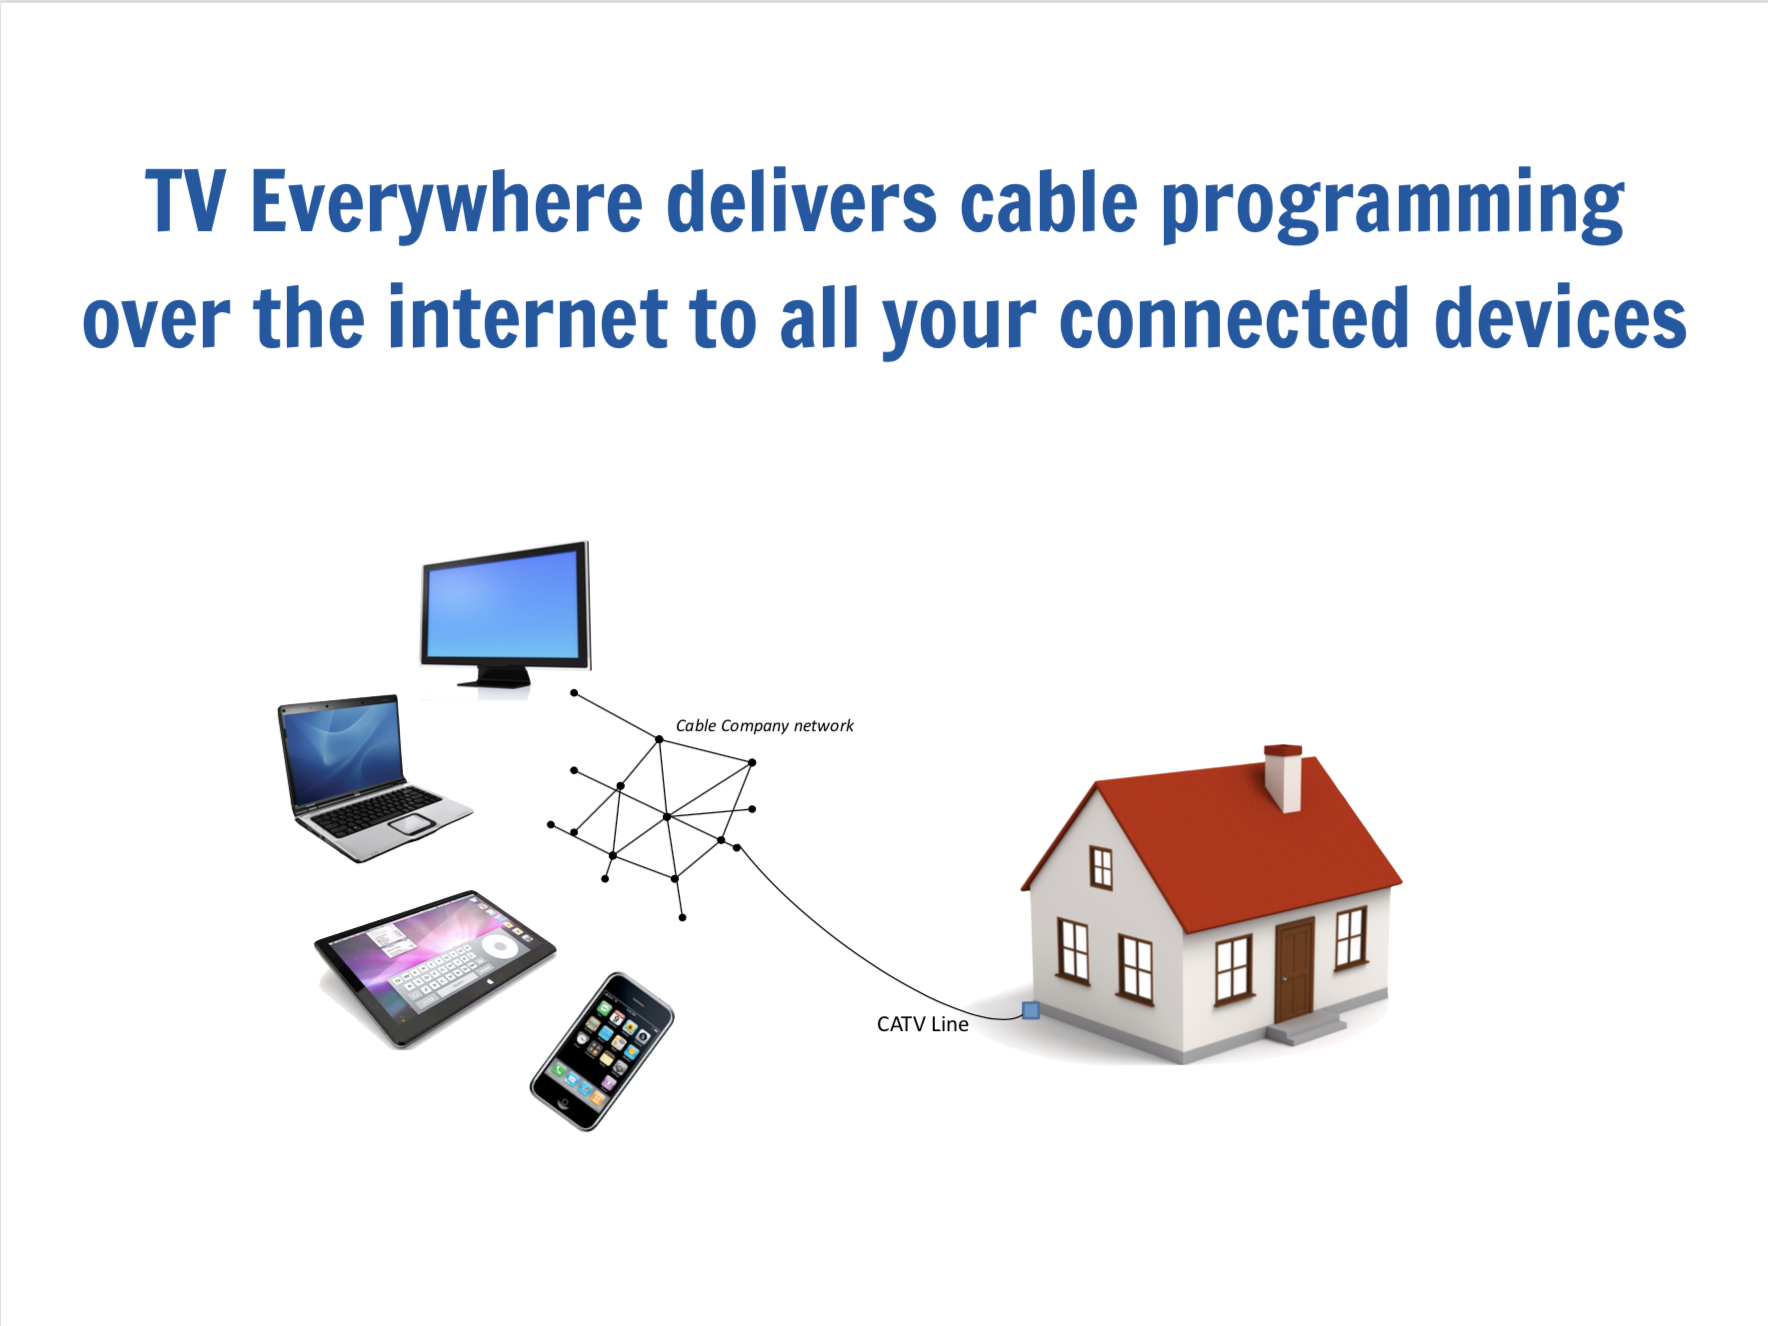 TV Everywhere delivers cable programming
over the internet to all your connected devices
Cable Company network
CATV Line